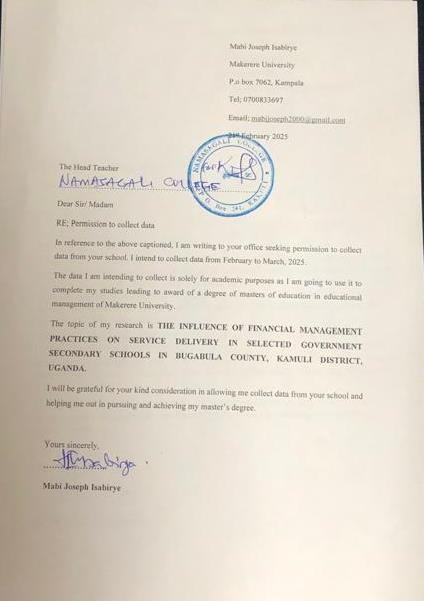 Mabi Joseph Isabirye
Makerere University
P.o box 7062, Kampala
Tel; 0700833697
Email; mabijoseph2000@gmail.com
21st February 2025
NAMASAGALI COLLEGE
P. O. Box 241, KAMULI
The Head Teacher
NAMASAGALI COLLEGE
Dear Sir/ Madam
RE; Permission to collect data
In reference to the above captioned, I am writing to your office seeking permission to collect
data from your school. I intend to collect data from February to March, 2025.
The data I am intending to collect is solely for academic purposes as I am going to use it to
complete my studies leading to award of a degree of masters of education in educational
management of Makerere University.
The topic of my research is THE INFLUENCE OF FINANCIAL MANAGEMENT
PRACTICES ON SERVICE DELIVERY IN SELECTED GOVERNMENT
SECONDARY SCHOOLS IN BUGABULA COUNTY, KAMULI DISTRICT,
UGANDA.
I will be grateful for your kind consideration in allowing me collect data from your school and
helping me out in pursuing and achieving my master's degree.
Yours sincerely,
Mabi Joseph Isabirye